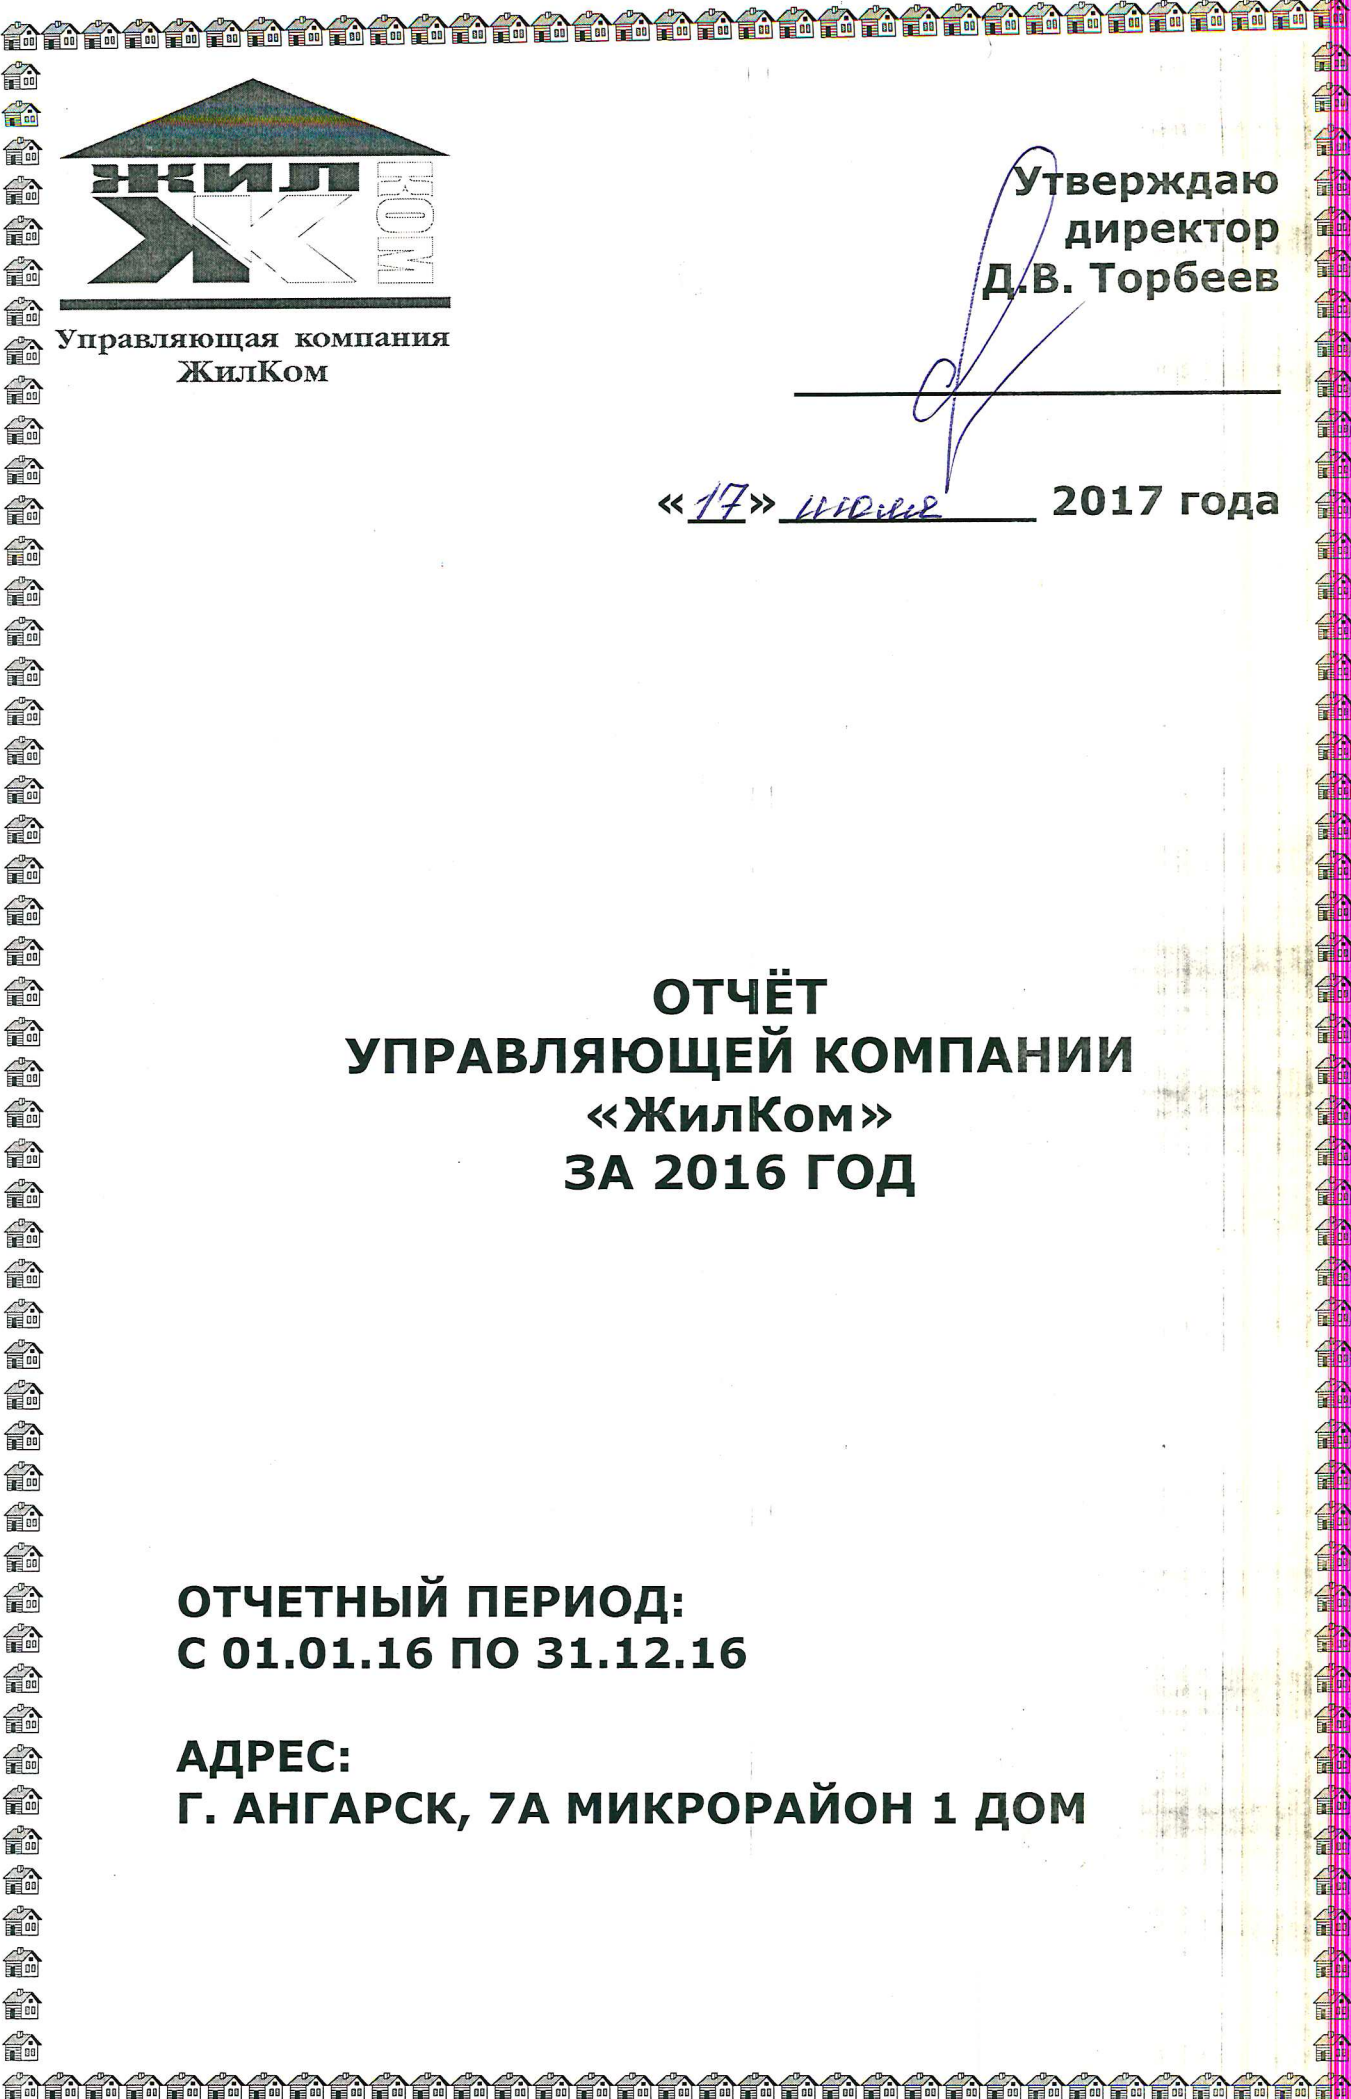 ЖИЛ
КОМ
Управляющая компания
ЖилКом
Утверждаю
директор
Д.В. Торбеев
«17» июля 2017 года
ОТЧЁТ
УПРАВЛЯЮЩЕЙ КОМПАНИИ
«ЖилКом»
ЗА 2016 ГОД
ОТЧЕТНЫЙ ПЕРИОД:
С 01.01.16 ПО 31.12.16
АДРЕС:
Г. АНГАРСК, 7А МИКРОРАЙОН 1 ДОМ